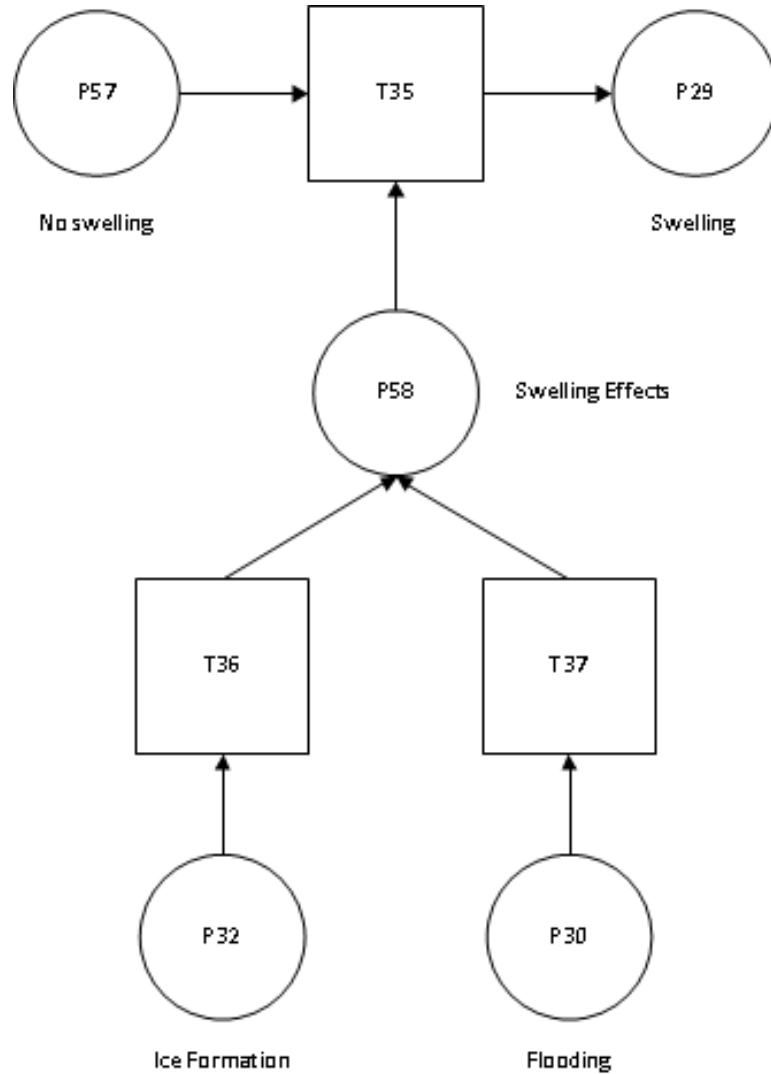 P57
T35
P29
No swelling
Swelling
P58
Swelling Effects
T36
T37
P32
P30
Ice Formation
Flooding